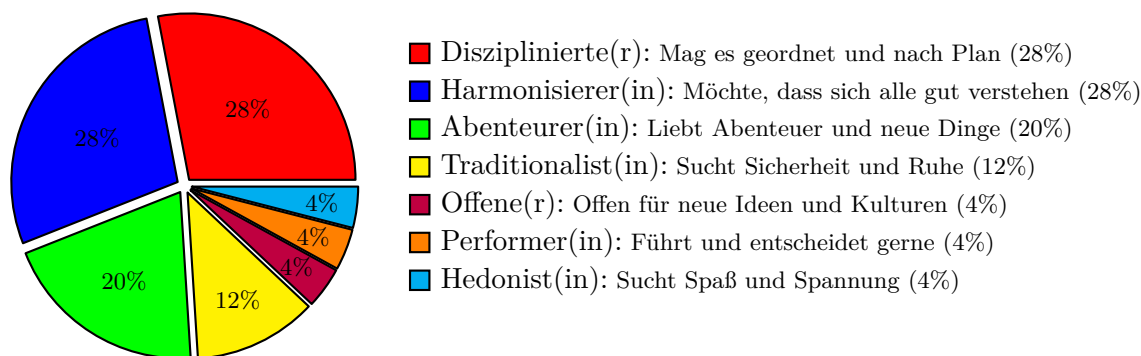 28%
28%
20%
12%
4%
4%
4%
Disziplinierte(r): Mag es geordnet und nach Plan (28%)
Harmonisierer(in): Möchte, dass sich alle gut verstehen (28%)
Abenteurer(in): Liebt Abenteuer und neue Dinge (20%)
Traditionalist(in): Sucht Sicherheit und Ruhe (12%)
Offene(r): Offen für neue Ideen und Kulturen (4%)
Performer(in): Führt und entscheidet gerne (4%)
Hedonist(in): Sucht Spaß und Spannung (4%)